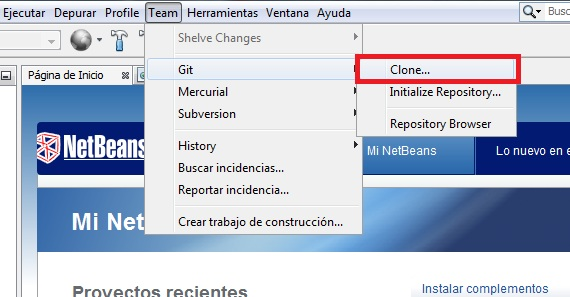 Ejecutar Depurar Profile Team Herramientas Ventana Ayuda
Shelve Changes
Página de Inicio
Git
Clone...
Mercurial
Initialize Repository...
Subversion
Repository Browser
NetBeans
History
Mi NetBeans
Lo nuevo en e
Buscar incidencias...
Reportar incidencia...
Mi N
Crear trabajo de construcción...
Proyectos recientes
Instalar complementos